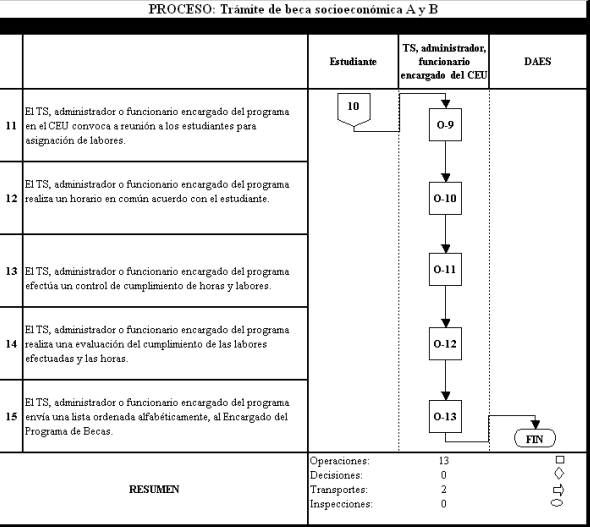 PROCESO: Trámite de beca socioeconómica A y B
Estudiante
TS, administrador,
funcionario
encargado del CEU
DAES
11
El TS, administrador o funcionario encargado del programa
en el CEU convoca a reunión a los estudiantes para
asignación de labores.
10
O-9
12
El TS, administrador o funcionario encargado del programa
realiza un horario en común acuerdo con el estudiante.
O-10
13
El TS, administrador o funcionario encargado del programa
efectúa un control de cumplimiento de horas y labores.
O-11
14
El TS, administrador o funcionario encargado del programa
realiza una evaluación del cumplimiento de las labores
efectuadas y las horas.
O-12
15
El TS, administrador o funcionario encargado del programa
envía una lista ordenada alfabéticamente, al Encargado del
Programa de Becas.
O-13
FIN
RESUMEN
Operaciones: 13
Decisiones: 0
Transportes: 2
Inspecciones: 0